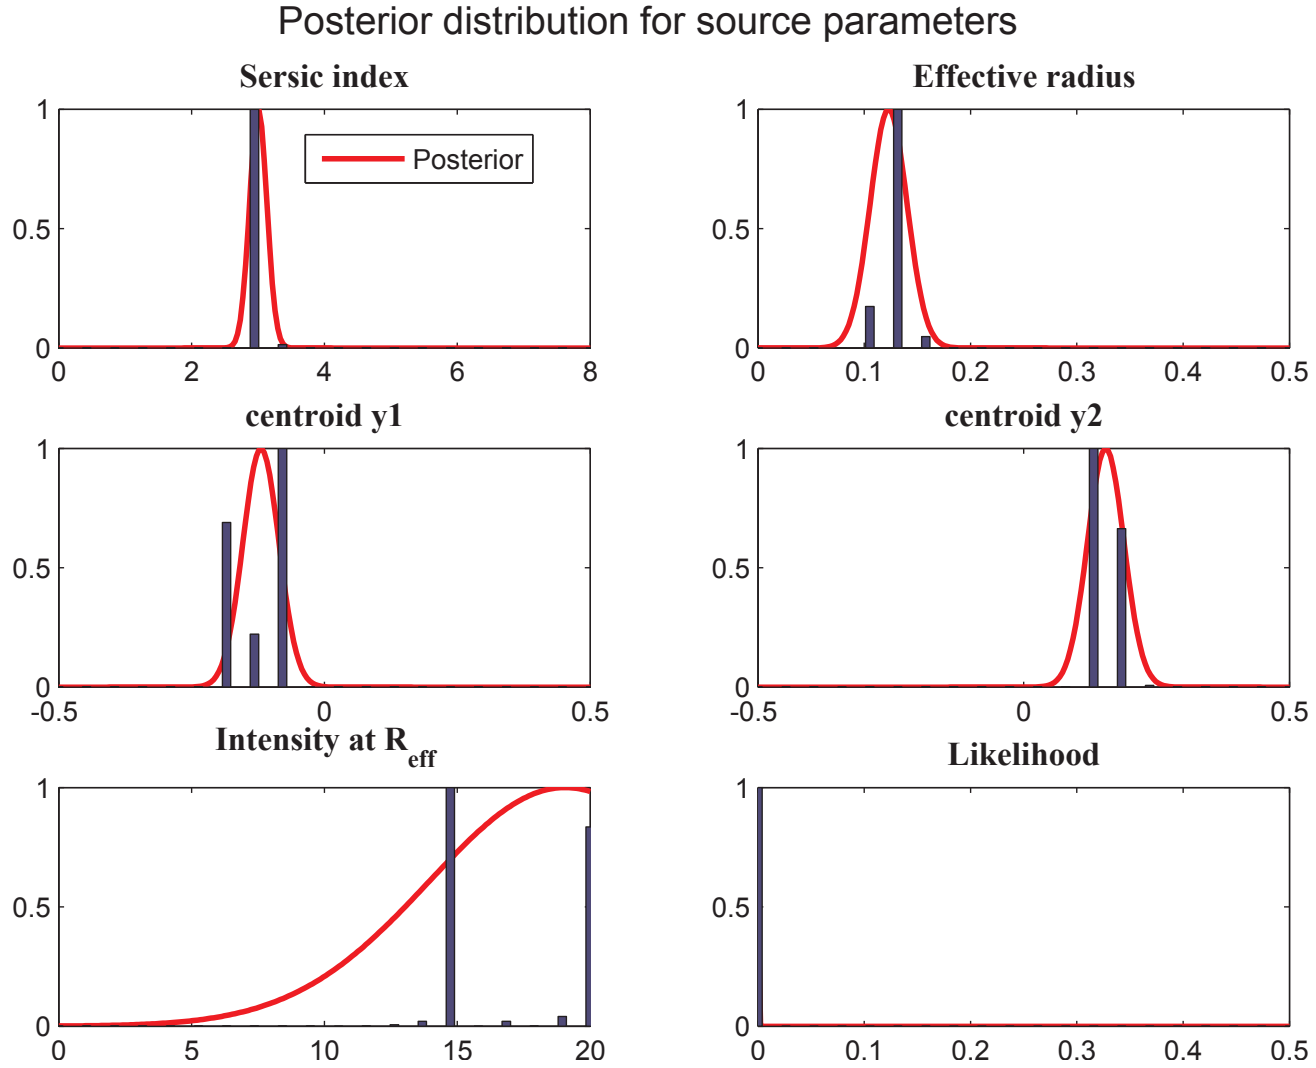 Posterior distribution for source parameters
Sersic index
Effective radius
1
0.5
0
0 2 4 6 8
Posterior
1
0.5
0
0 0.1 0.2 0.3 0.4 0.5
centroid y1
centroid y2
1
0.5
0
-0.5 0 0.5
1
0.5
0
-0.5 0 0.5
Intensity at R_eff
Likelihood
1
0.5
0
0 5 10 15 20
1
0.5
0
0 0.1 0.2 0.3 0.4 0.5